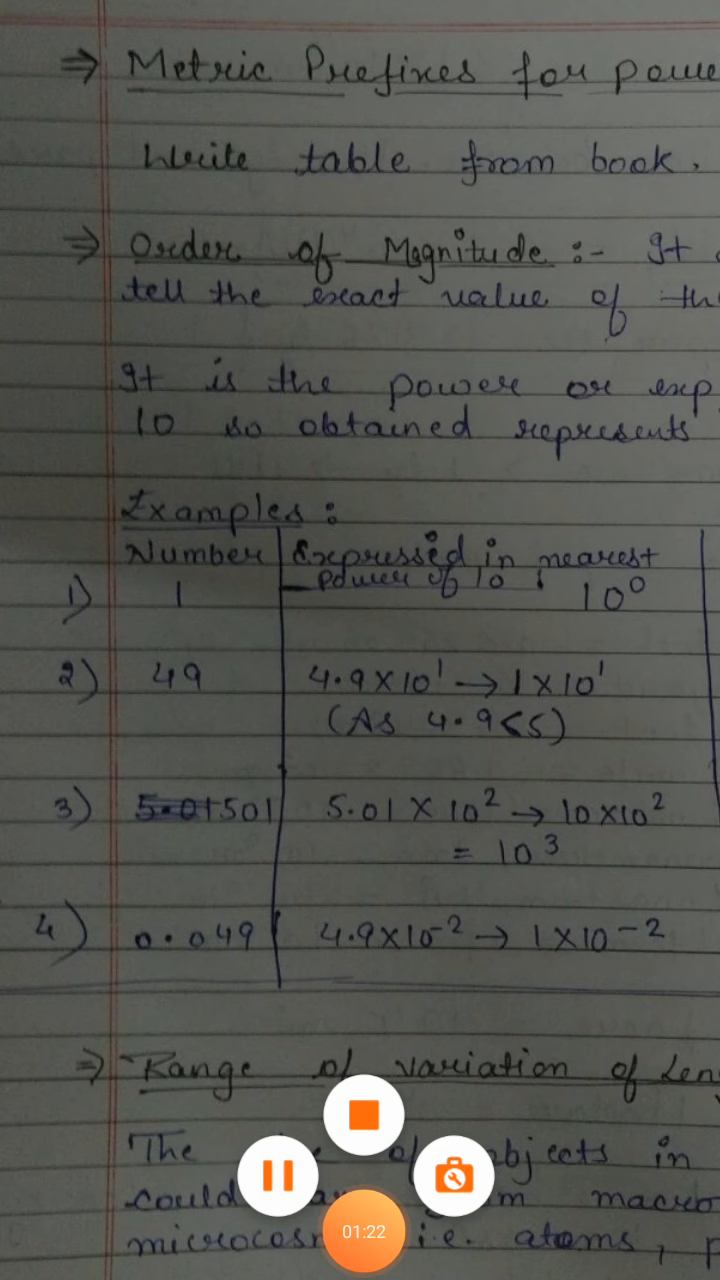 ⇒ Metric Prefixes for powe
Write table from book.
⇒ Order of Magnitude :- It
tell the exact value of th
It is the power or exp
10 so obtained represents
Examples :
Number | Expressed in nearest
power of 10 .
1) 1 10⁰
2) 49 4.9×10¹ → 1×10¹
(As 4.9<5)
3) 501 5.01 × 10² → 10×10²
= 10³
4) 0.049 4.9×10⁻² → 1×10⁻²
⇒ Range of variation of Len
The of objects in
could macro
microcos i.e. atoms, p
01:22